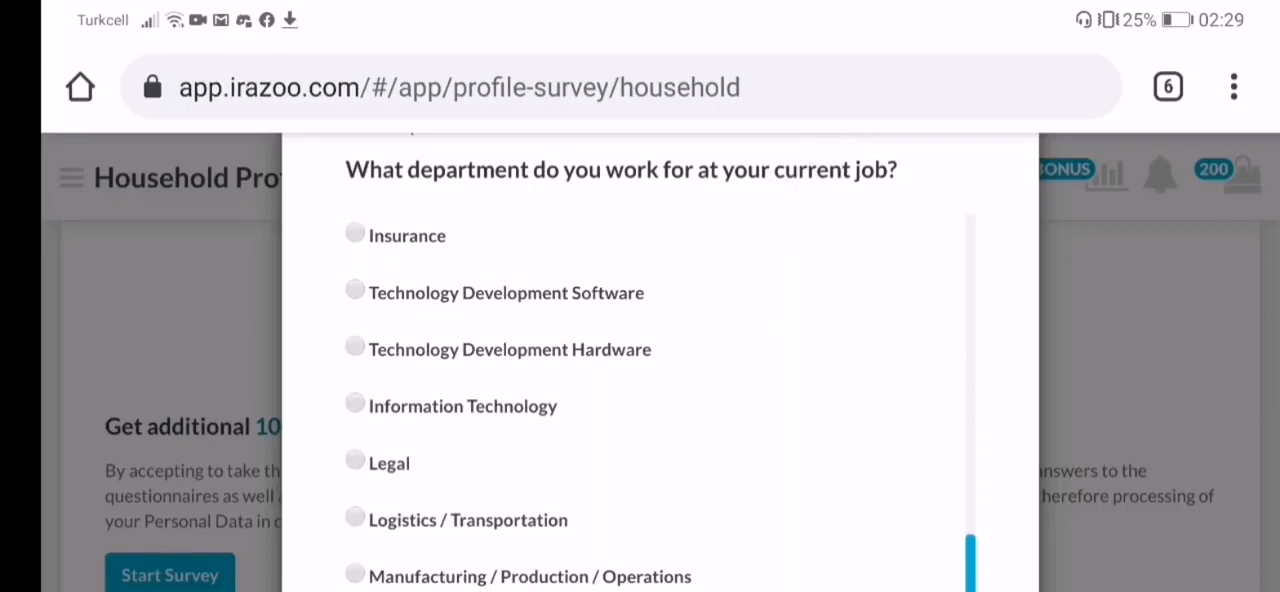 Turkcell 25% 02:29
app.irazoo.com/#/app/profile-survey/household 6
Household Pro
BONUS 200
What department do you work for at your current job?
Insurance
Technology Development Software
Technology Development Hardware
Information Technology
Legal
Logistics / Transportation
Manufacturing / Production / Operations
Get additional 10
By accepting to take th
nswers to the
questionnaires as well
herefore processing of
your Personal Data in c
Start Survey